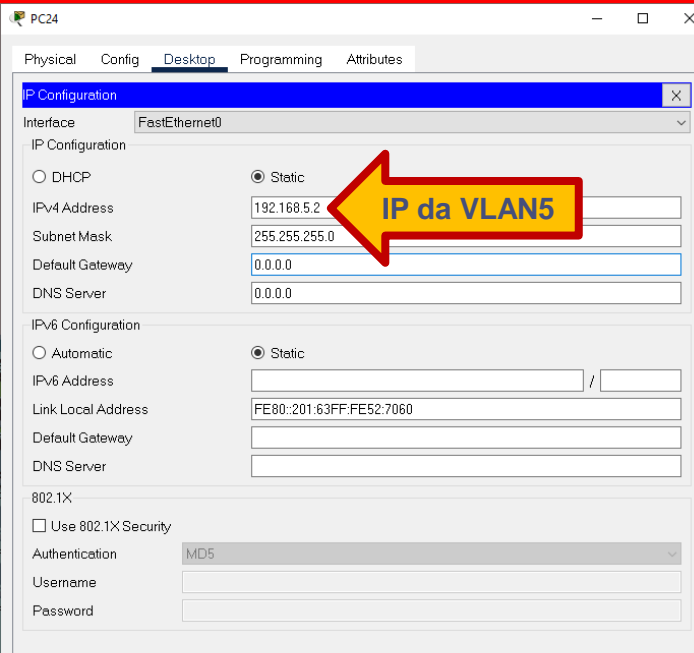 PC24
Physical Config Desktop Programming Attributes
IP Configuration X
Interface FastEthernet0
IP Configuration
DHCP Static
IPv4 Address 192.168.5.2 IP da VLAN5
Subnet Mask 255.255.255.0
Default Gateway 0.0.0.0
DNS Server 0.0.0.0
IPv6 Configuration
Automatic Static
IPv6 Address /
Link Local Address FE80::201:63FF:FE52:7060
Default Gateway
DNS Server
802.1X
Use 802.1X Security
Authentication MD5
Username
Password